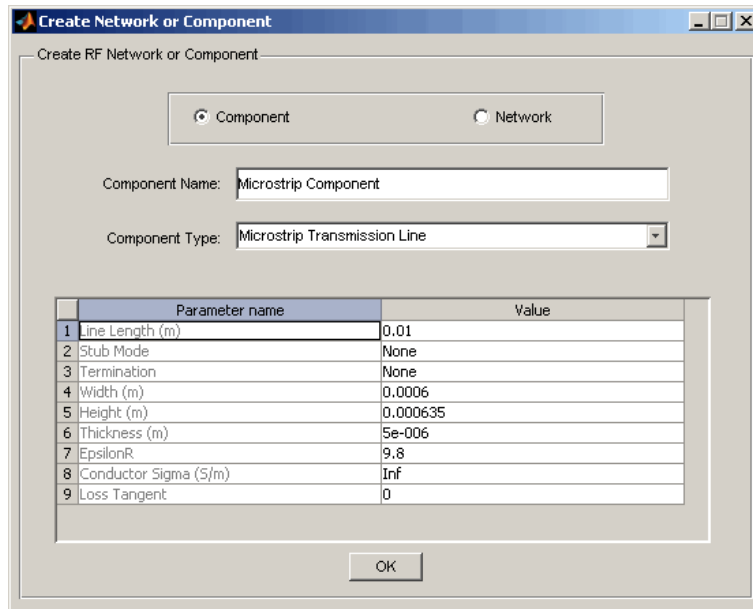 Create Network or Component
Create RF Network or Component
Component Network
Component Name: Microstrip Component
Component Type: Microstrip Transmission Line
Parameter name Value
1 Line Length (m) 0.01
2 Stub Mode None
3 Termination None
4 Width (m) 0.0006
5 Height (m) 0.000635
6 Thickness (m) 5e-006
7 EpsilonR 9.8
8 Conductor Sigma (S/m) Inf
9 Loss Tangent 0
OK